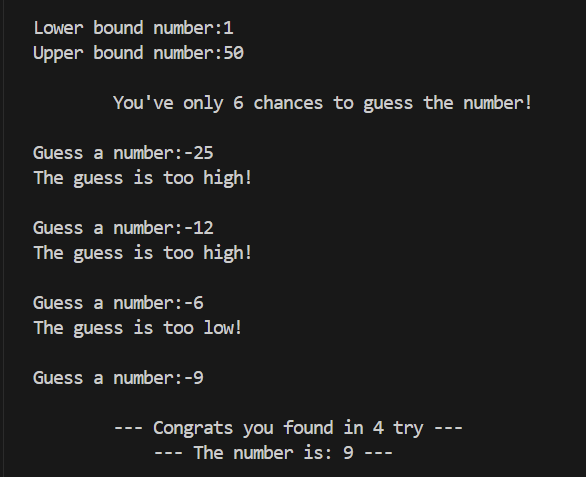 Lower bound number:1
Upper bound number:50
You've only 6 chances to guess the number!
Guess a number:-25
The guess is too high!
Guess a number:-12
The guess is too high!
Guess a number:-6
The guess is too low!
Guess a number:-9
--- Congrats you found in 4 try ---
--- The number is: 9 ---